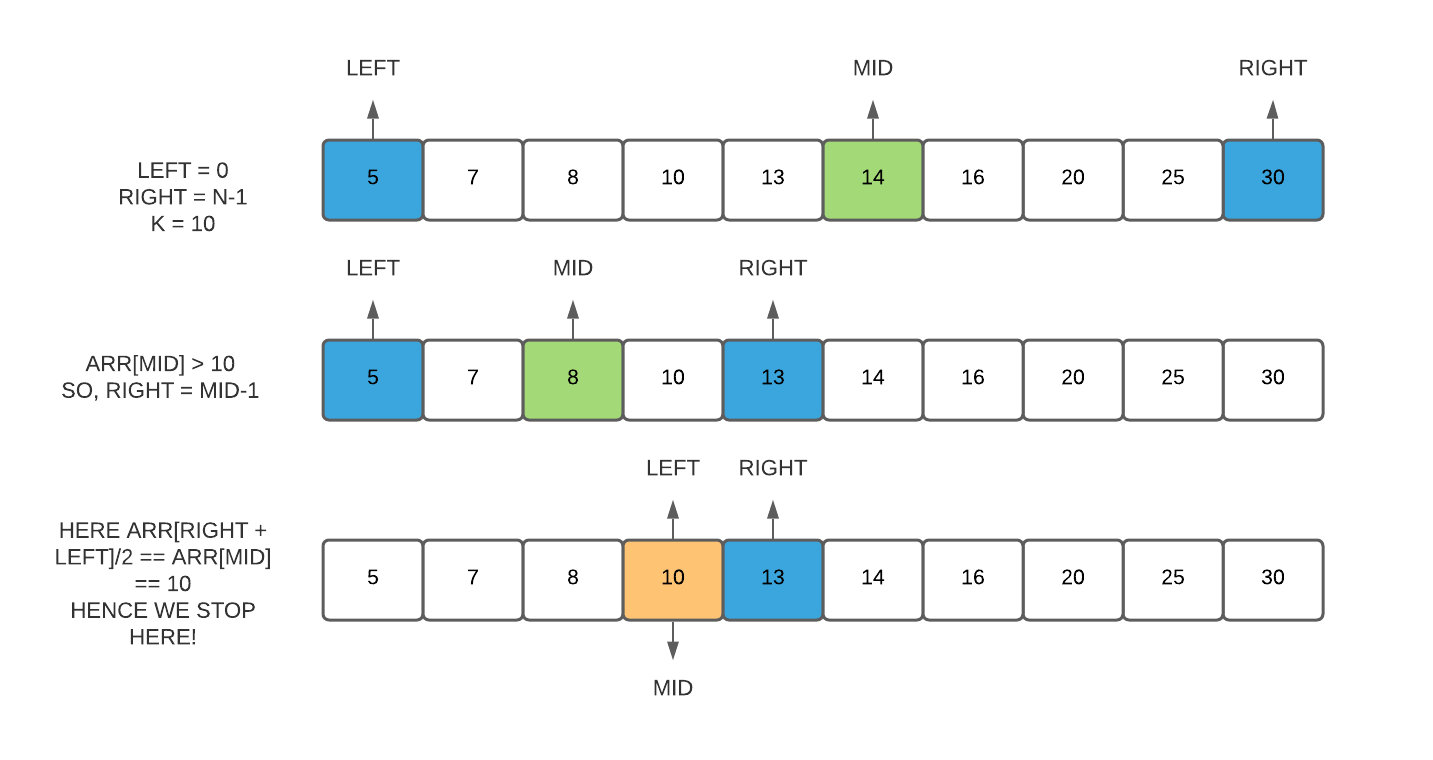 LEFT MID RIGHT
LEFT = 0
RIGHT = N-1
K = 10
5 7 8 10 13 14 16 20 25 30
LEFT MID RIGHT
ARR[MID] > 10
SO, RIGHT = MID-1
5 7 8 10 13 14 16 20 25 30
LEFT RIGHT
HERE ARR[RIGHT +
LEFT]/2 == ARR[MID]
== 10
HENCE WE STOP
HERE!
5 7 8 10 13 14 16 20 25 30
MID